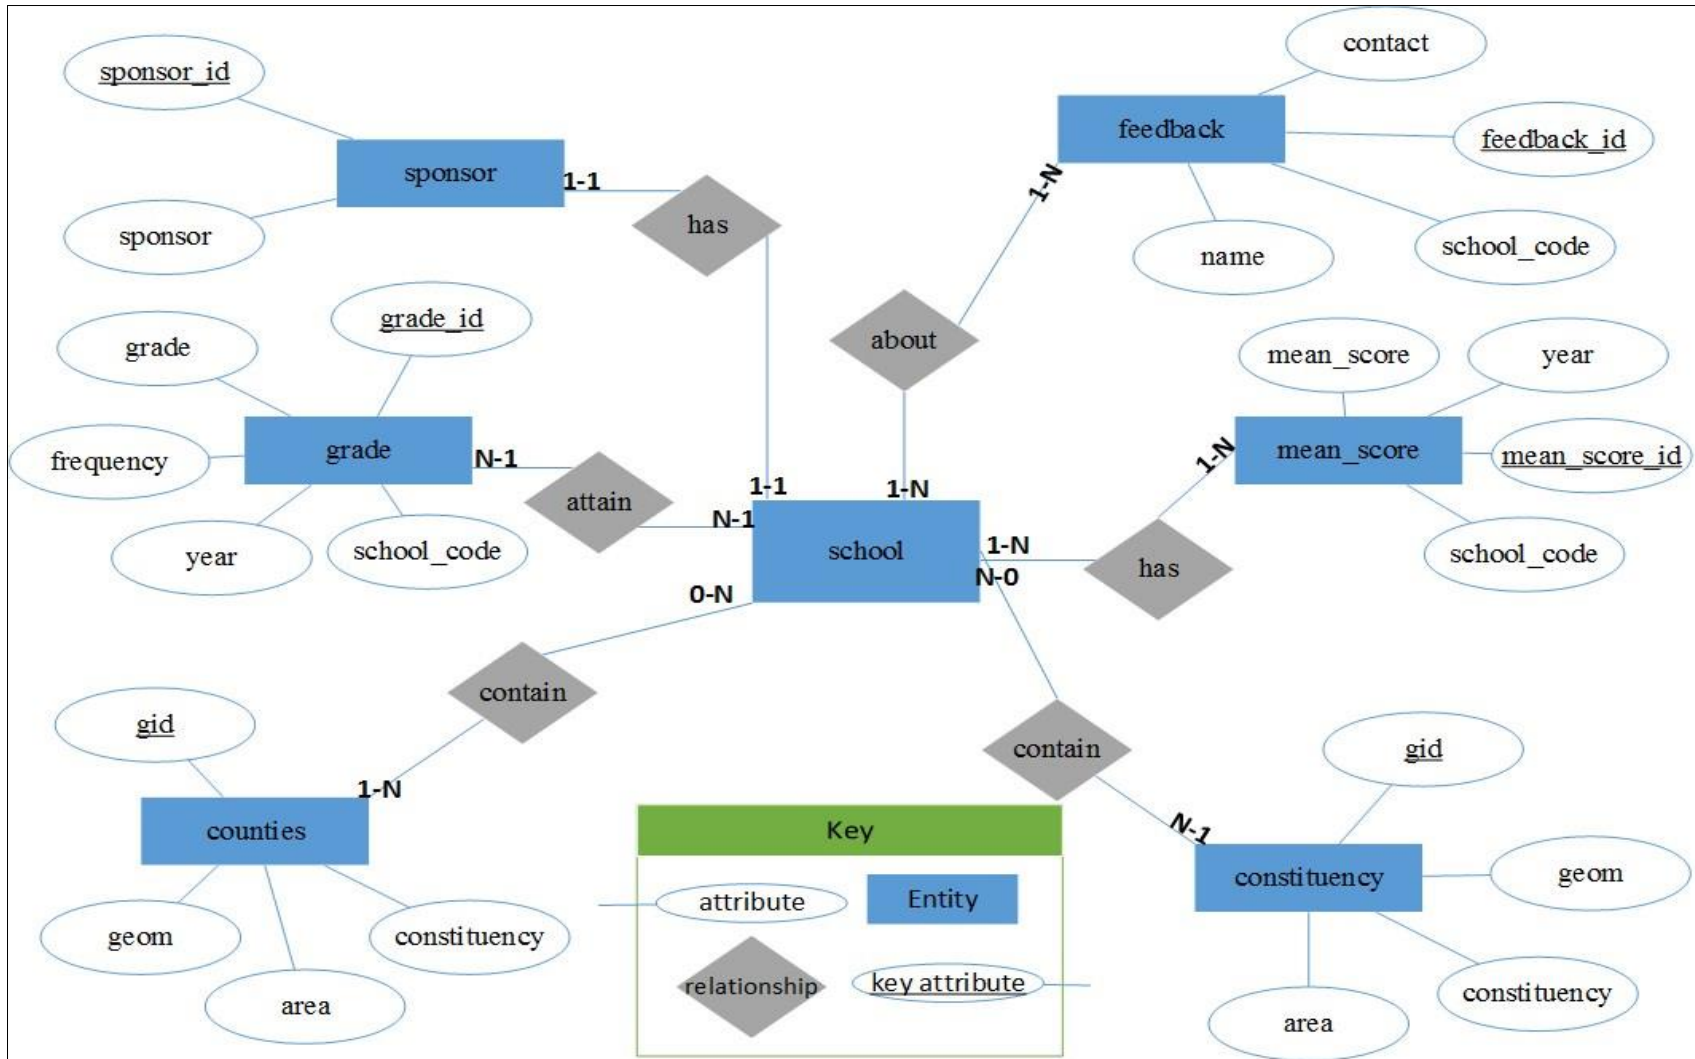 sponsor_id
sponsor
sponsor
1-1
has
1-1
contact
feedback
feedback_id
school_code
name
1-N
about
1-N
grade_id
grade
frequency
grade
year
school_code
N-1
attain
N-1
school
mean_score
year
mean_score
mean_score_id
school_code
1-N
has
1-N
N-0
0-N
contain
1-N
gid
counties
geom
area
constituency
contain
N-1
gid
constituency
geom
constituency
area
Key
attribute
Entity
relationship
key attribute